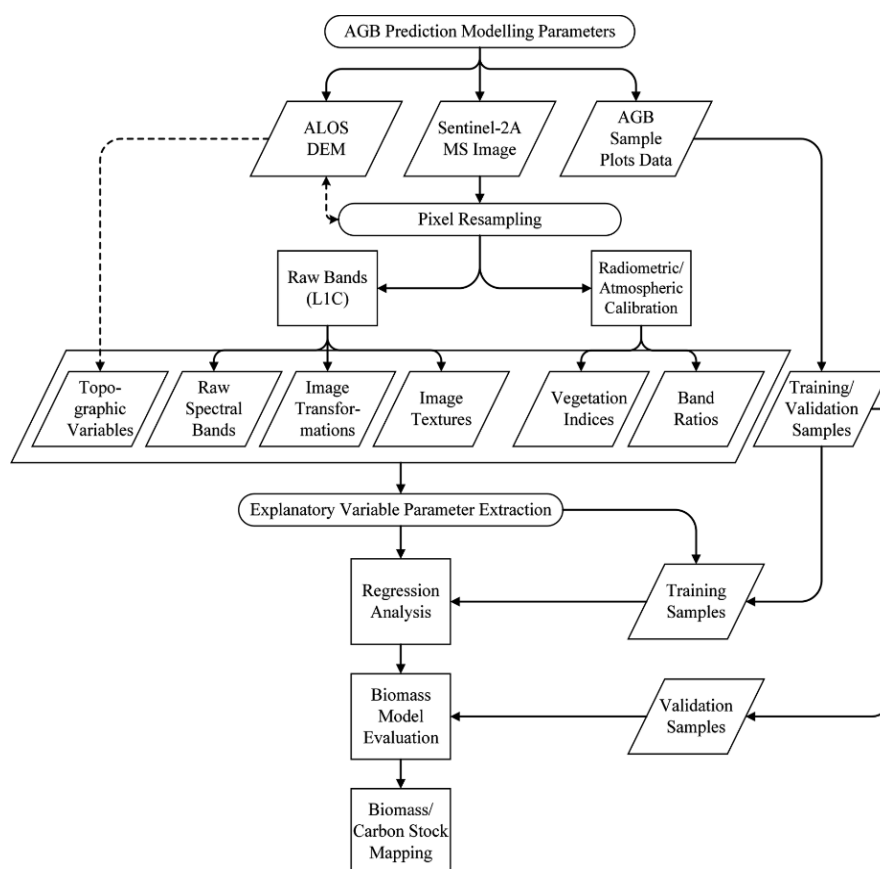 AGB Prediction Modelling Parameters
ALOS
DEM
Sentinel-2A
MS Image
AGB
Sample
Plots Data
Pixel Resampling
Raw Bands
(L1C)
Radiometric/
Atmospheric
Calibration
Topo-
graphic
Variables
Raw
Spectral
Bands
Image
Transfor-
mations
Image
Textures
Vegetation
Indices
Band
Ratios
Training/
Validation
Samples
Explanatory Variable Parameter Extraction
Regression
Analysis
Training
Samples
Biomass
Model
Evaluation
Validation
Samples
Biomass/
Carbon Stock
Mapping